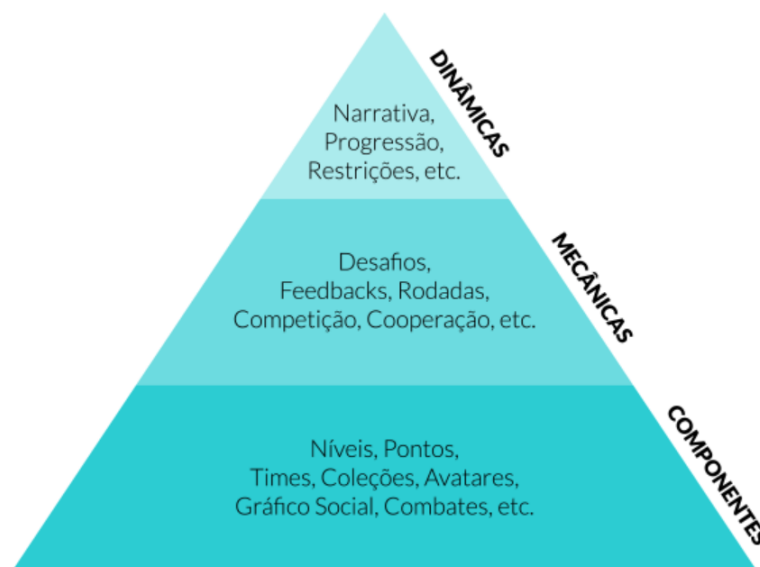 DINÂMICAS
Narrativa,
Progressão,
Restrições, etc.
MECÂNICAS
Desafios,
Feedbacks, Rodadas,
Competição, Cooperação, etc.
COMPONENTES
Níveis, Pontos,
Times, Coleções, Avatares,
Gráfico Social, Combates, etc.